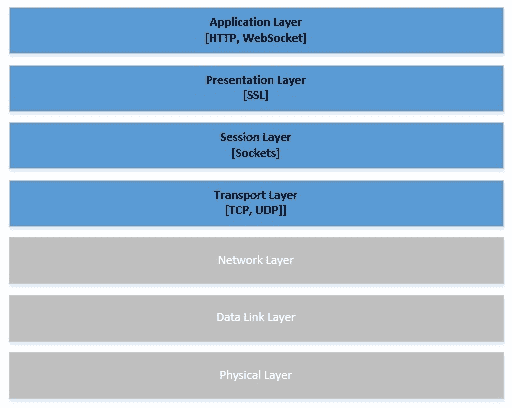 Application Layer
[HTTP, WebSocket]
Presentation Layer
[SSL]
Session Layer
[Sockets]
Transport Layer
[TCP, UDP]]
Network Layer
Data Link Layer
Physical Layer